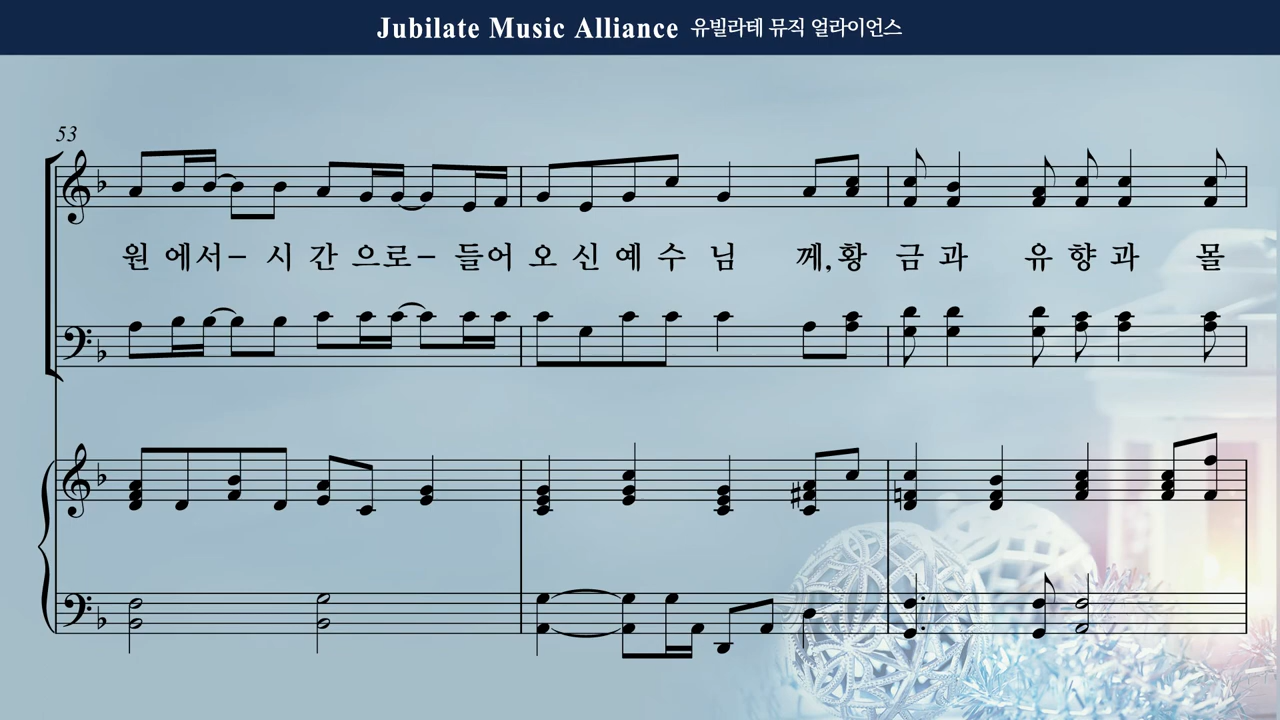 Jubilate Music Alliance 유빌라테 뮤직 얼라이언스
53
원 에서- 시 간 으로- 들어 오 신 예 수 님 께, 황 금 과 유 향 과 몰